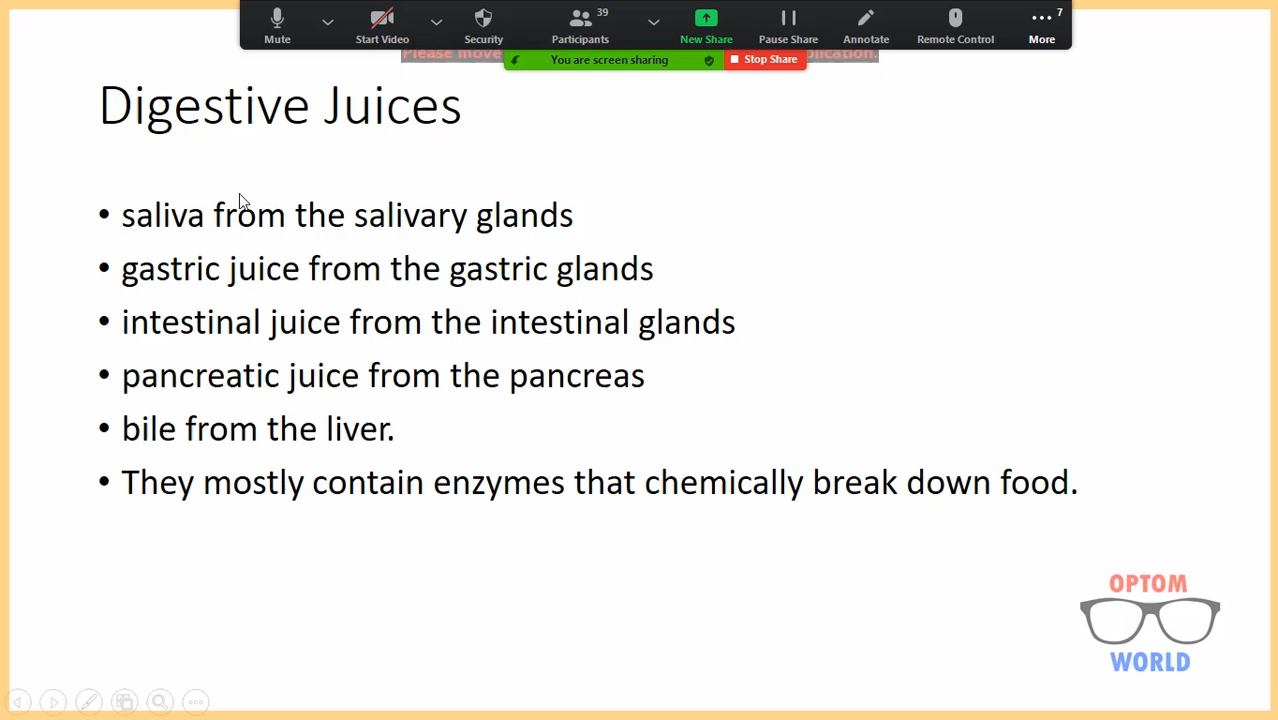 39
7
Mute
Start Video
Security
Participants
New Share
Pause Share
Annotate
Remote Control
More
Please move
plication.
You are screen sharing
Stop Share
Digestive Juices
• saliva from the salivary glands
• gastric juice from the gastric glands
• intestinal juice from the intestinal glands
• pancreatic juice from the pancreas
• bile from the liver.
• They mostly contain enzymes that chemically break down food.
OPTOM
WORLD